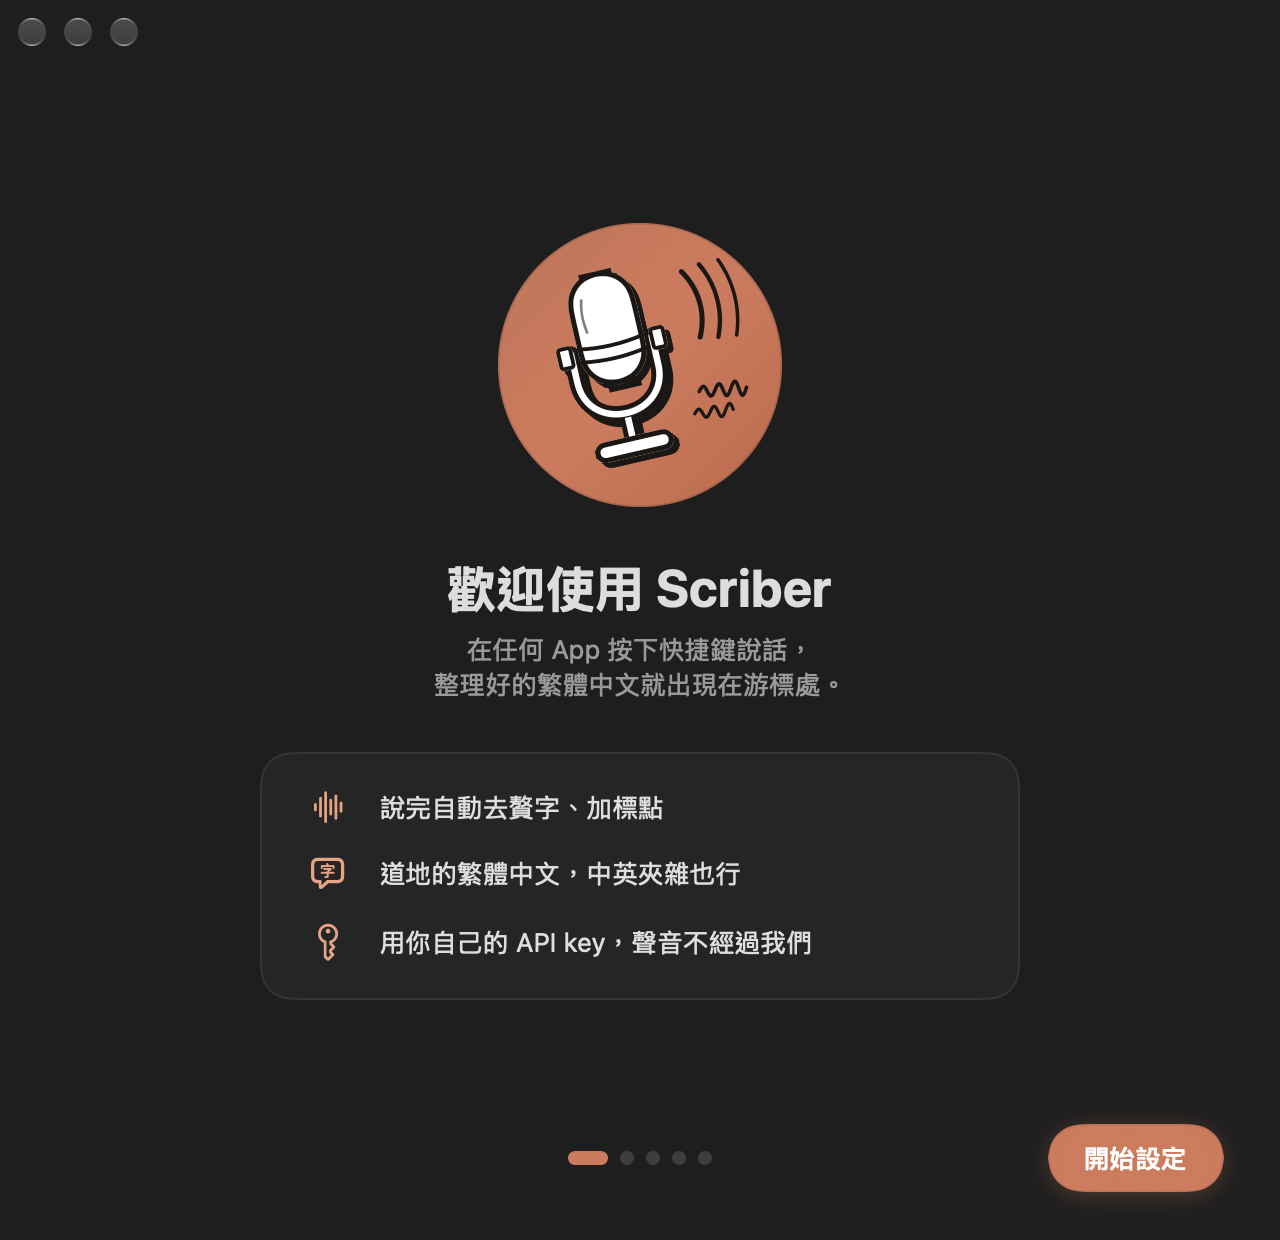 歡迎使用 Scriber
在任何 App 按下快捷鍵說話，
整理好的繁體中文就出現在游標處。
說完自動去贅字、加標點
字
道地的繁體中文，中英夾雜也行
用你自己的 API key，聲音不經過我們
開始設定